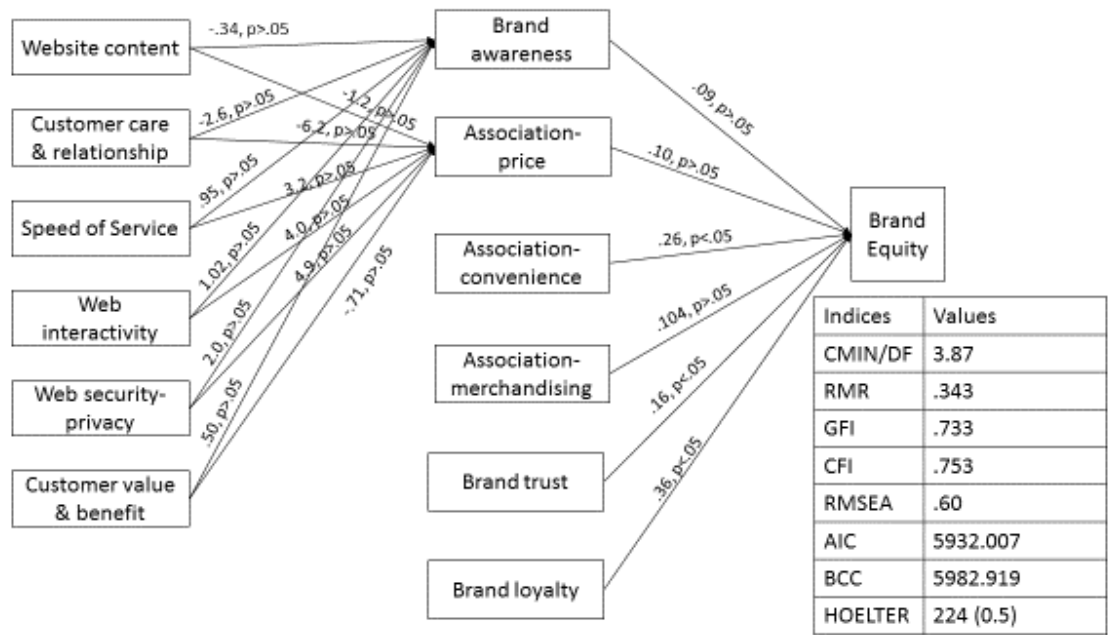 Website content
Customer care
& relationship
Speed of Service
Web
interactivity
Web security-
privacy
Customer value
& benefit
-.34, p>.05
-1.2, p>.05
-2.6, p>.05
-6.2, p>.05
.95, p>.05
3.2, p>.05
1.02, p>.05
4.0, p>.05
2.0, p>.05
4.9, p>.05
.50, p>.05
-.71, p>.05
Brand
awareness
Association-
price
Association-
convenience
Association-
merchandising
Brand trust
Brand loyalty
.09, p>.05
.10, p>.05
.26, p<.05
.104, p>.05
.16, p<.05
.36, p<.05
Brand
Equity
Indices Values
CMIN/DF 3.87
RMR .343
GFI .733
CFI .753
RMSEA .60
AIC 5932.007
BCC 5982.919
HOELTER 224 (0.5)